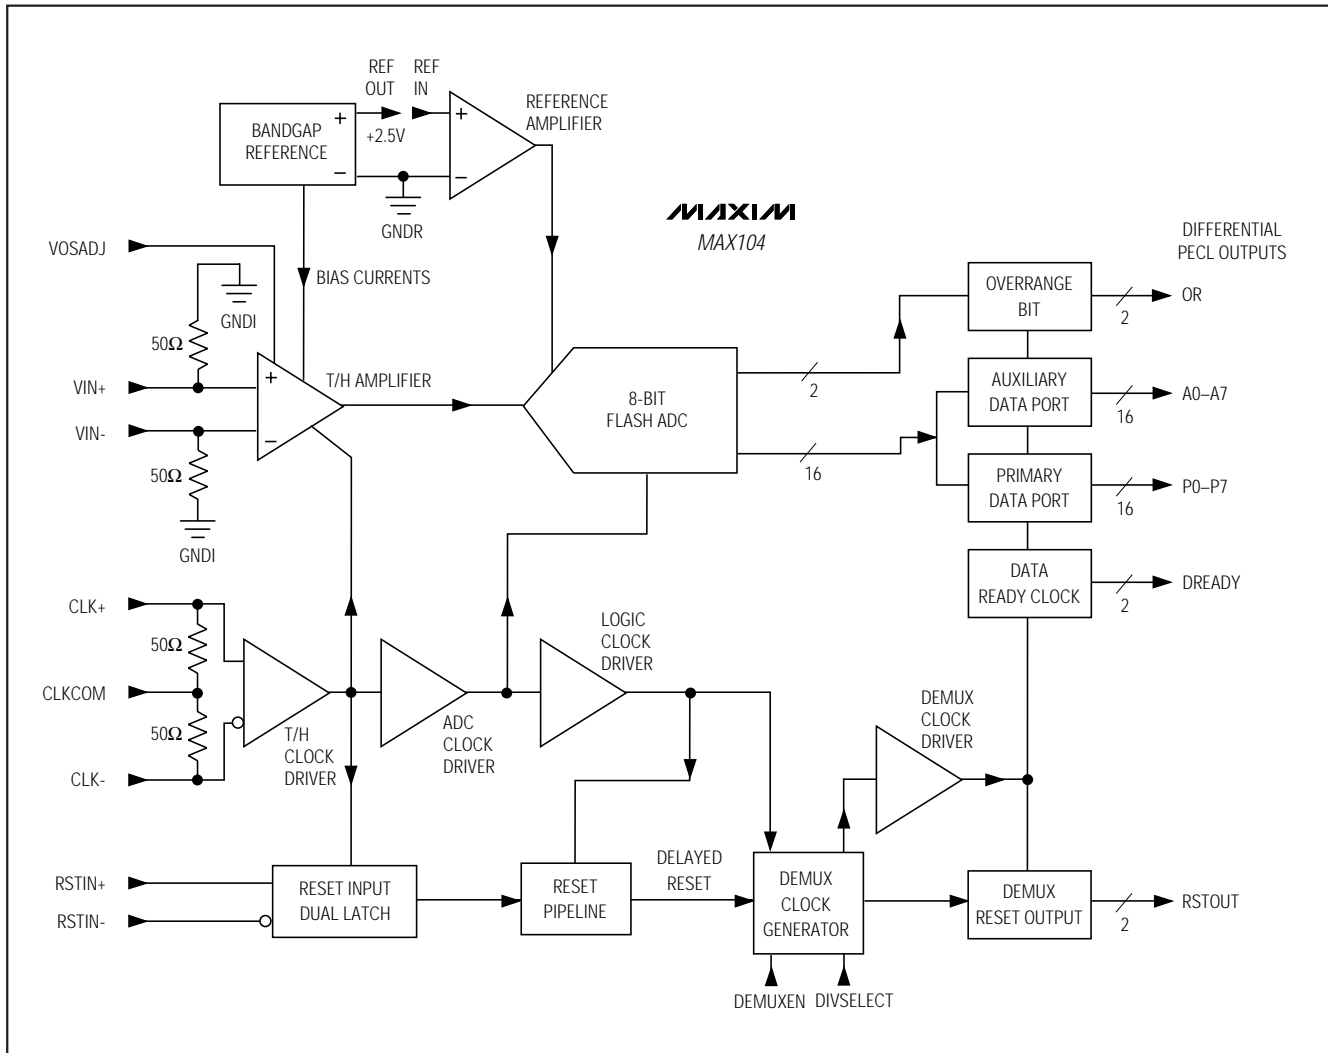 REF
OUT
REF
IN
+
REFERENCE
AMPLIFIER
+
BANDGAP
REFERENCE
+2.5V
−
−
GNDR
MAXIM
MAX104
DIFFERENTIAL
PECL OUTPUTS
VOSADJ
BIAS CURRENTS
GNDI
OVERRANGE
BIT
2
OR
50Ω
VIN+
+
T/H AMPLIFIER
2
8-BIT
FLASH ADC
AUXILIARY
DATA PORT
16
A0–A7
VIN-
−
50Ω
16
PRIMARY
DATA PORT
16
P0–P7
GNDI
DATA
READY CLOCK
2
DREADY
CLK+
50Ω
LOGIC
CLOCK
DRIVER
CLKCOM
50Ω
T/H
CLOCK
DRIVER
ADC
CLOCK
DRIVER
DEMUX
CLOCK
DRIVER
CLK-
RSTIN+
RSTIN-
RESET INPUT
DUAL LATCH
RESET
PIPELINE
DELAYED
RESET
DEMUX
CLOCK
GENERATOR
DEMUX
RESET OUTPUT
2
RSTOUT
DEMUXEN
DIVSELECT